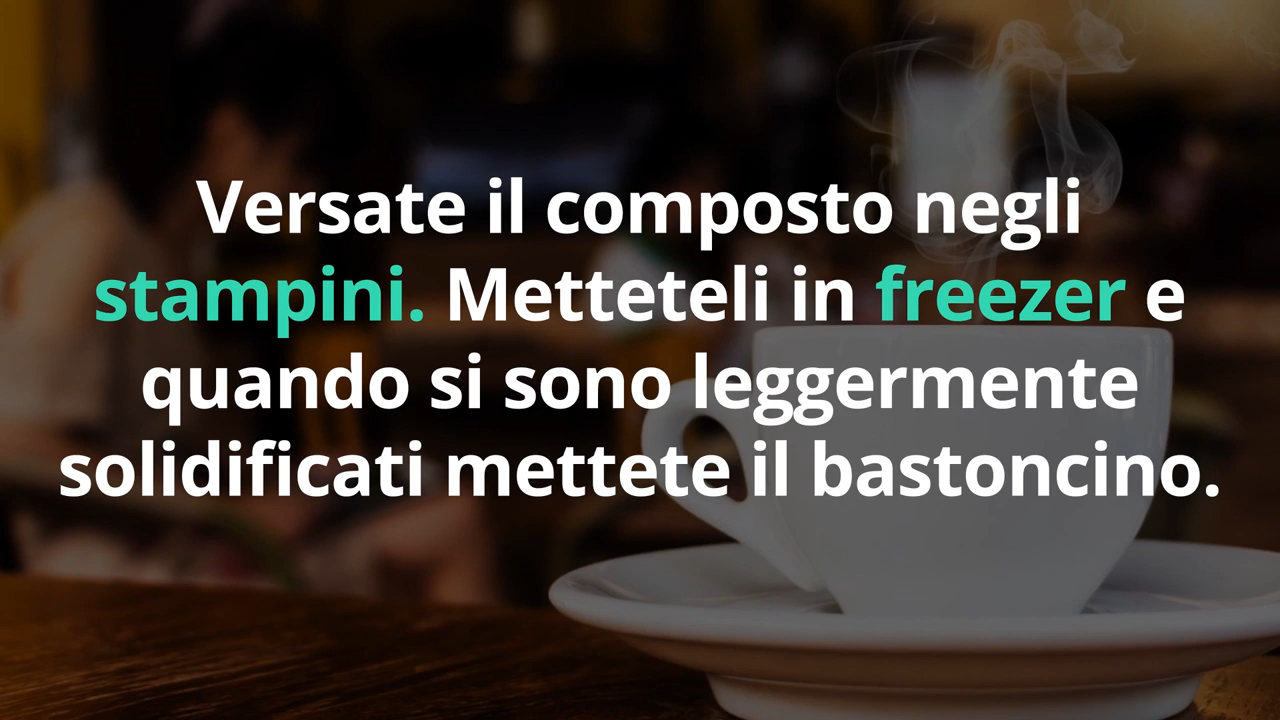 Versate il composto negli
stampini. Metteteli in freezer e
quando si sono leggermente
solidificati mettete il bastoncino.